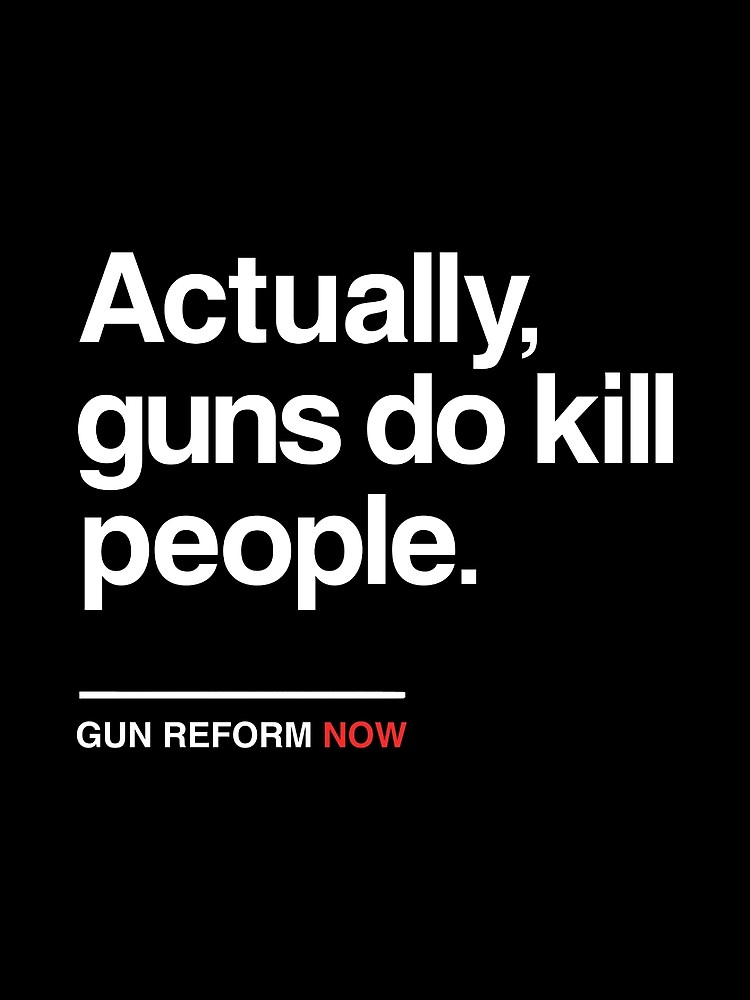 Actually,
guns do kill
people.
GUN REFORM NOW